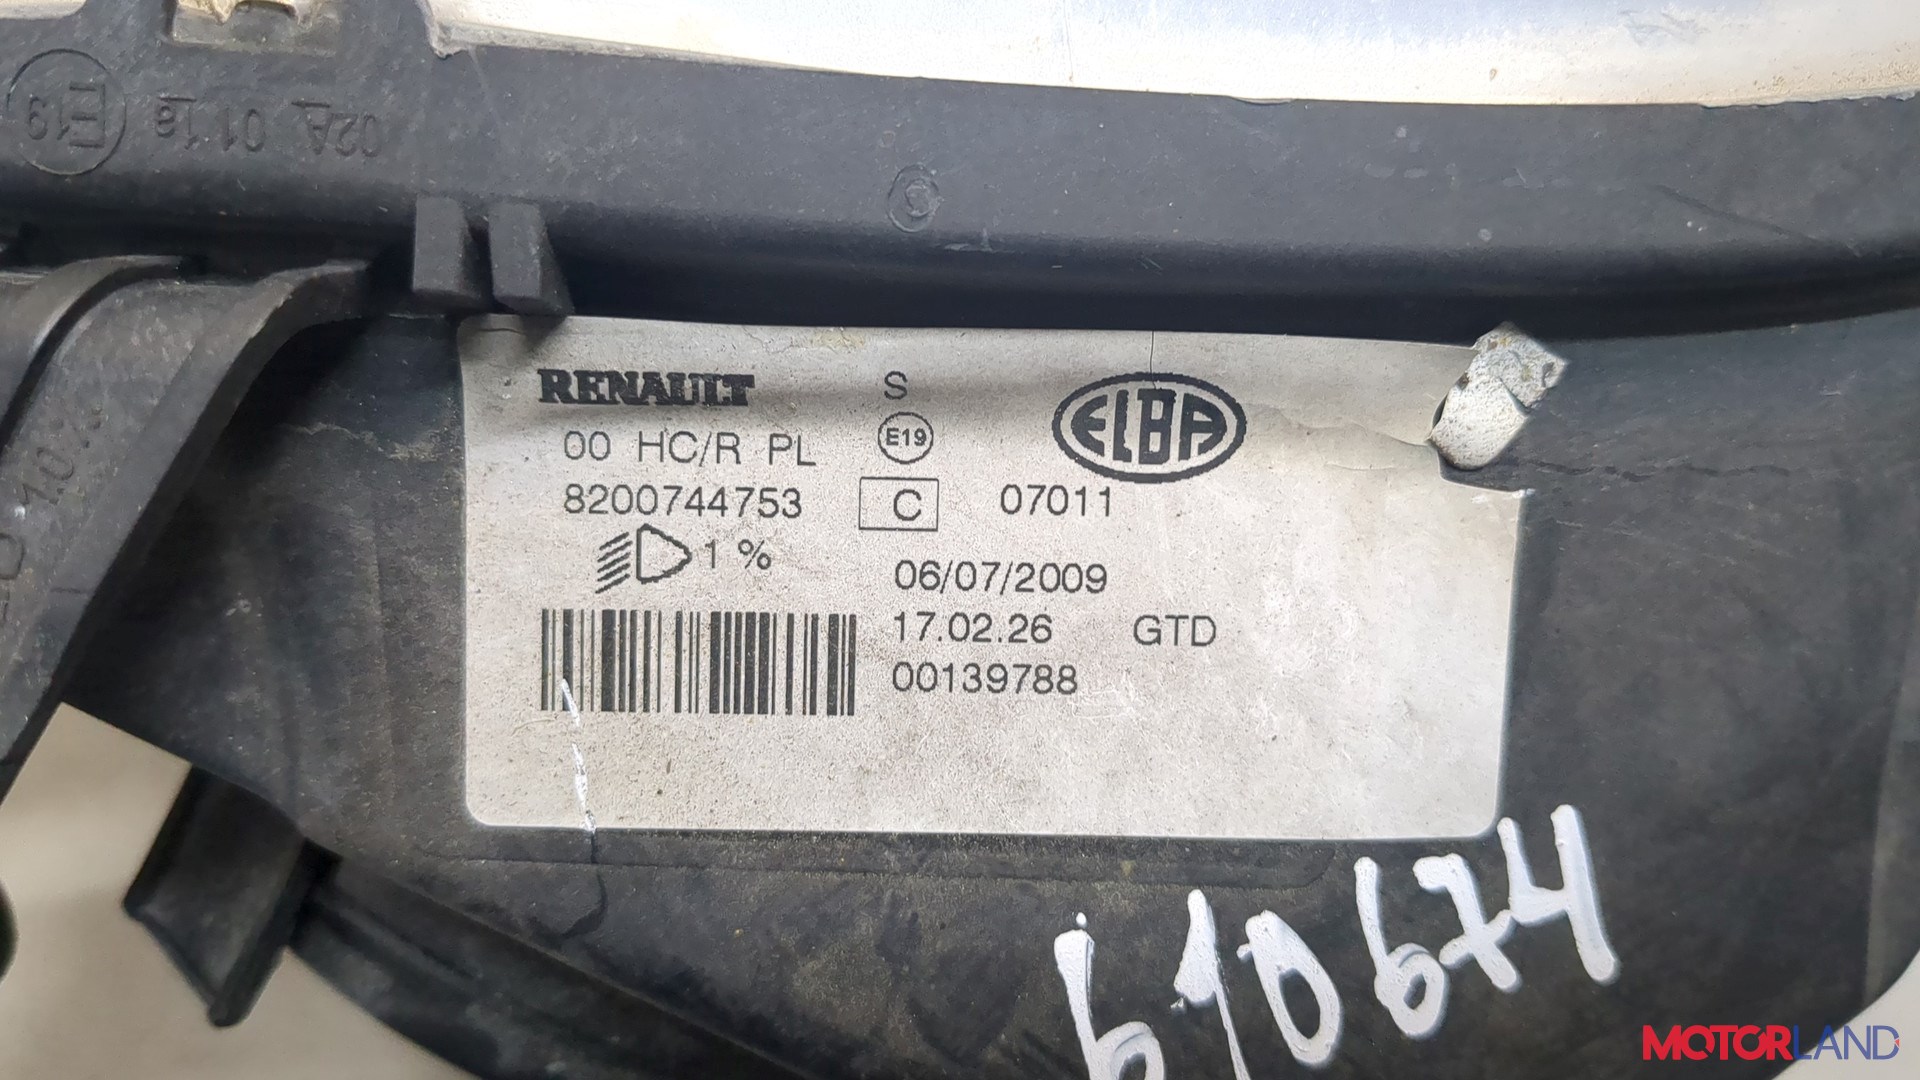 E19 a 01 1a 02A
RENAULT S ELBA
00 HC/R PL E19
8200744753 C 07011
1 %
06/07/2009
17.02.26 GTD
00139788
610674
MOTORLAND